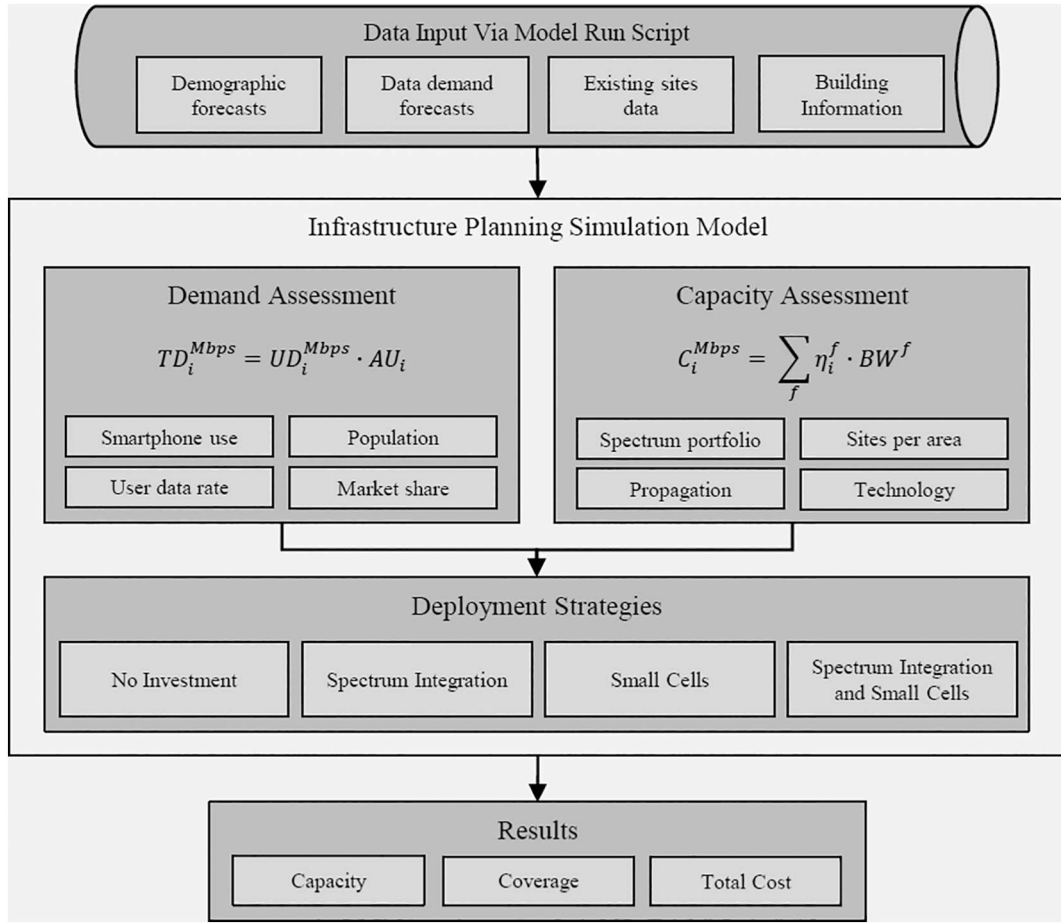 Data Input Via Model Run Script
Demographic
forecasts
Data demand
forecasts
Existing sites
data
Building
Information
Infrastructure Planning Simulation Model
Demand Assessment
TD_i^{Mbps} = UD_i^{Mbps} · AU_i
Smartphone use
Population
User data rate
Market share
Capacity Assessment
C_i^{Mbps} = ∑_f η_i^f · BW^f
Spectrum portfolio
Sites per area
Propagation
Technology
Deployment Strategies
No Investment
Spectrum Integration
Small Cells
Spectrum Integration
and Small Cells
Results
Capacity
Coverage
Total Cost